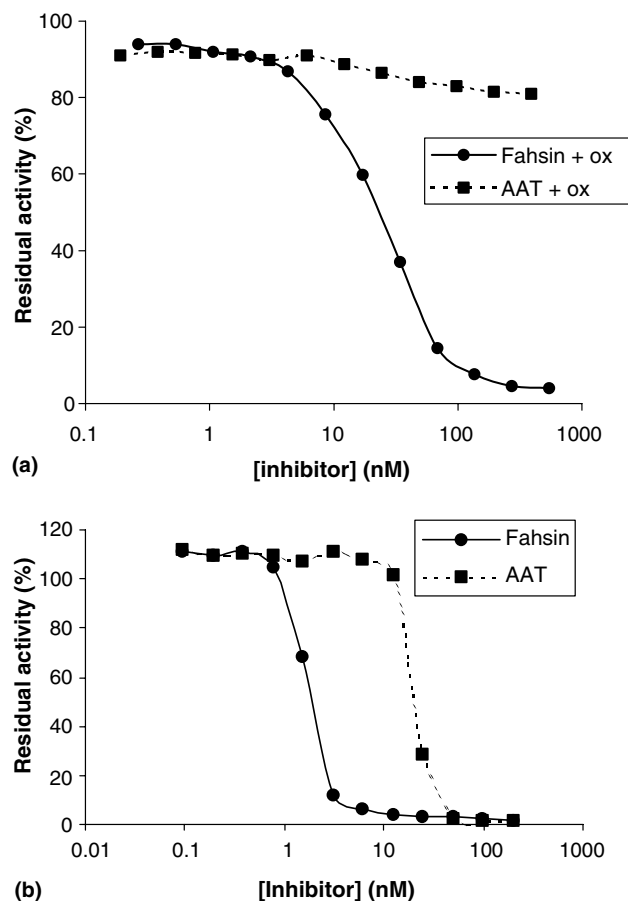 100
80
60
40
20
0
Residual activity (%)
Fahsin + ox
AAT + ox
0.1 1 10 100 1000
[inhibitor] (nM)
(a)
120
100
80
60
40
20
0
Residual activity (%)
Fahsin
AAT
0.01 0.1 1 10 100 1000
[Inhibitor] (nM)
(b)